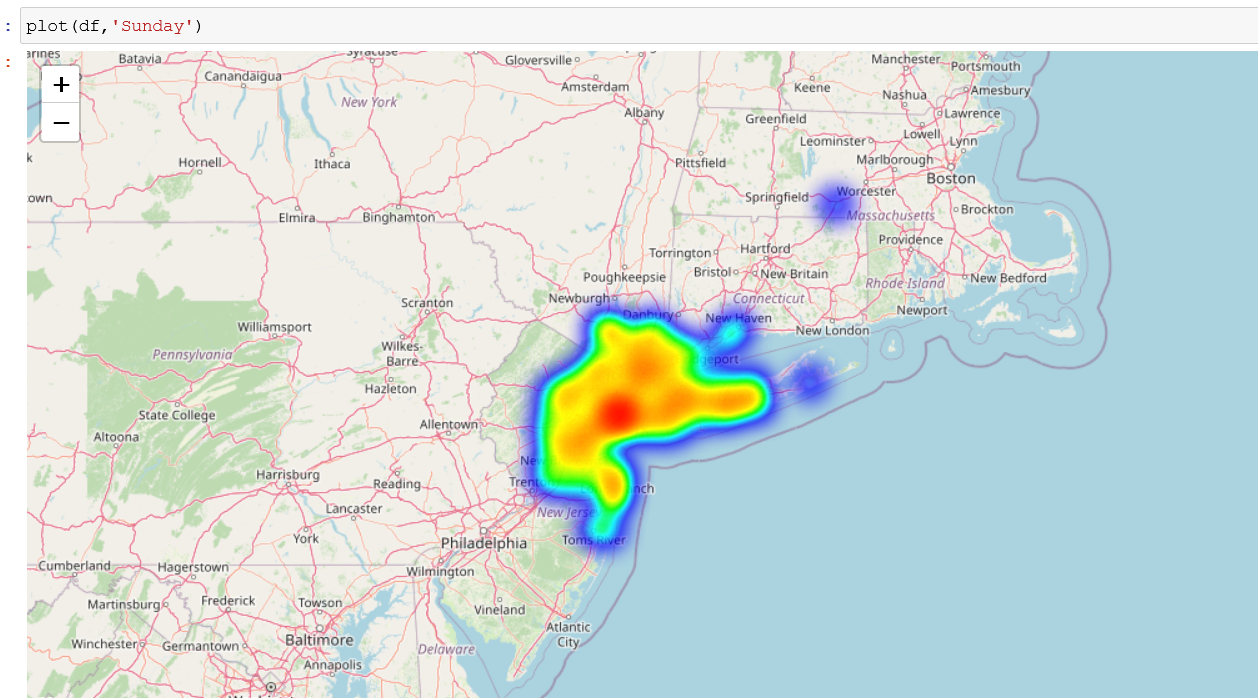 : plot(df,'Sunday')
:
+
−
arines
Batavia
Syracuse
Gloversville
Manchester
Portsmouth
Canandaigua
Amsterdam
Keene
Nashua
Amesbury
New York
Albany
Greenfield
Lawrence
Lowell
Leominster
Lynn
k
Hornell
Ithaca
Pittsfield
Marlborough
Boston
own
Springfield
Worcester
Elmira
Binghamton
Massachusetts
Brockton
Torrington
Hartford
Providence
Poughkeepsie
Bristol
New Britain
New Bedford
Rhode Island
Scranton
Newburgh
Connecticut
Danbury
New Haven
Newport
Williamsport
New London
Pennsylvania
Wilkes-
Barre
dgeport
Hazleton
State College
Allentown
Altoona
New
Harrisburg
Reading
Trenton
nch
Lancaster
New Jerse
York
Philadelphia
Toms River
Cumberland
Hagerstown
Wilmington
Martinsburg
Frederick
Towson
Vineland
Baltimore
Atlantic
City
Winchester
Germantown
Delaware
Annapolis